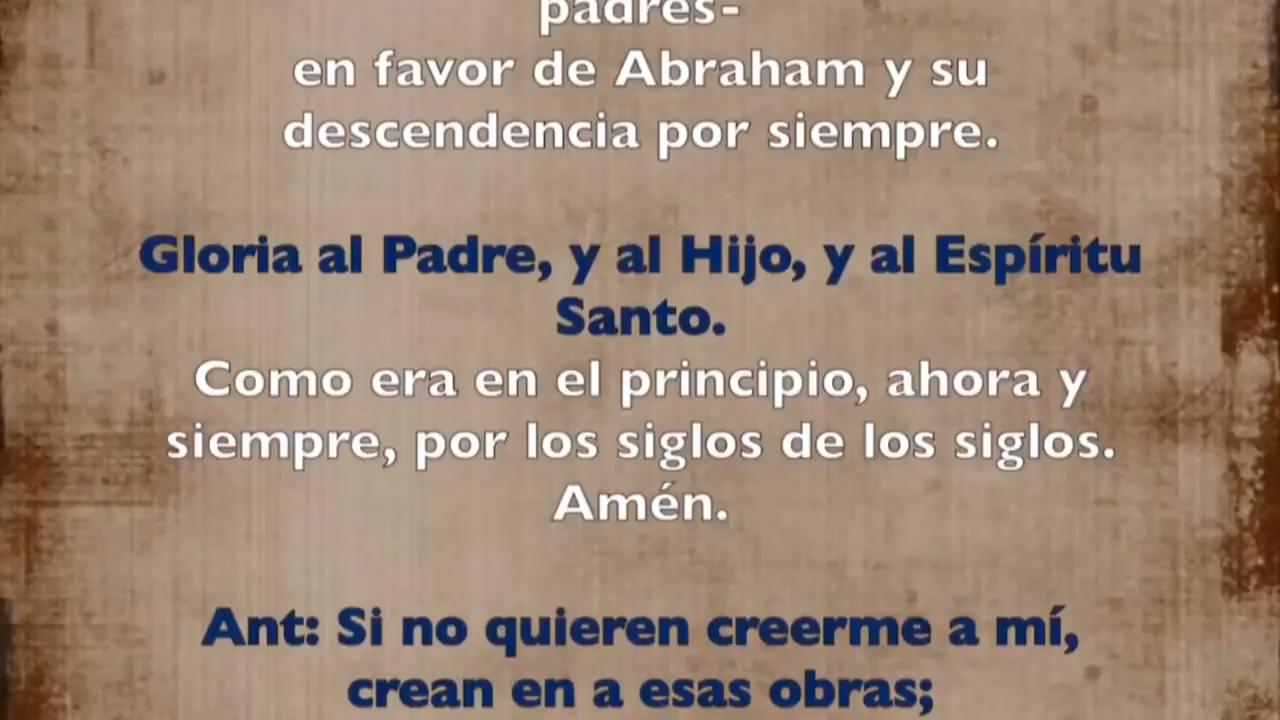 padres-
en favor de Abraham y su
descendencia por siempre.
Gloria al Padre, y al Hijo, y al Espíritu
Santo.
Como era en el principio, ahora y
siempre, por los siglos de los siglos.
Amén.
Ant: Si no quieren creerme a mí,
crean en a esas obras;